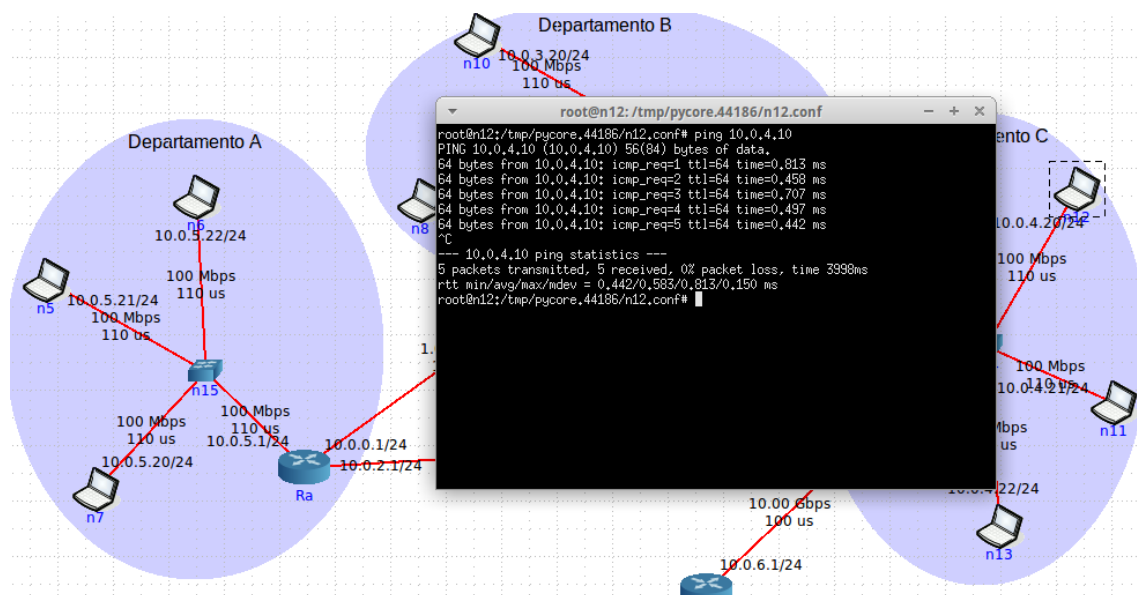 Departamento B
10.0.3.20/24
n10
100 Mbps
110 us
root@n12: /tmp/pycore.44186/n12.conf
root@n12:/tmp/pycore.44186/n12.conf# ping 10.0.4.10
PING 10.0.4.10 (10.0.4.10) 56(84) bytes of data.
64 bytes from 10.0.4.10: icmp_req=1 ttl=64 time=0.813 ms
64 bytes from 10.0.4.10: icmp_req=2 ttl=64 time=0.458 ms
64 bytes from 10.0.4.10: icmp_req=3 ttl=64 time=0.707 ms
64 bytes from 10.0.4.10: icmp_req=4 ttl=64 time=0.497 ms
64 bytes from 10.0.4.10: icmp_req=5 ttl=64 time=0.442 ms
^C
--- 10.0.4.10 ping statistics ---
5 packets transmitted, 5 received, 0% packet loss, time 3998ms
rtt min/avg/max/mdev = 0.442/0.583/0.813/0.150 ms
root@n12:/tmp/pycore.44186/n12.conf#
Departamento A
n6
10.0.5.22/24
100 Mbps
110 us
n5
10.0.5.21/24
100 Mbps
110 us
n15
100 Mbps
110 us
10.0.5.20/24
n7
100 Mbps
110 us
10.0.5.1/24
10.0.0.1/24
10.0.2.1/24
Ra
n8
1.
ento C
n12
10.0.4.20/24
100 Mbps
110 us
100 Mbps
110 us
10.0.4.21/24
n11
Mbps
us
.22/24
n13
10.00 Gbps
100 us
10.0.6.1/24